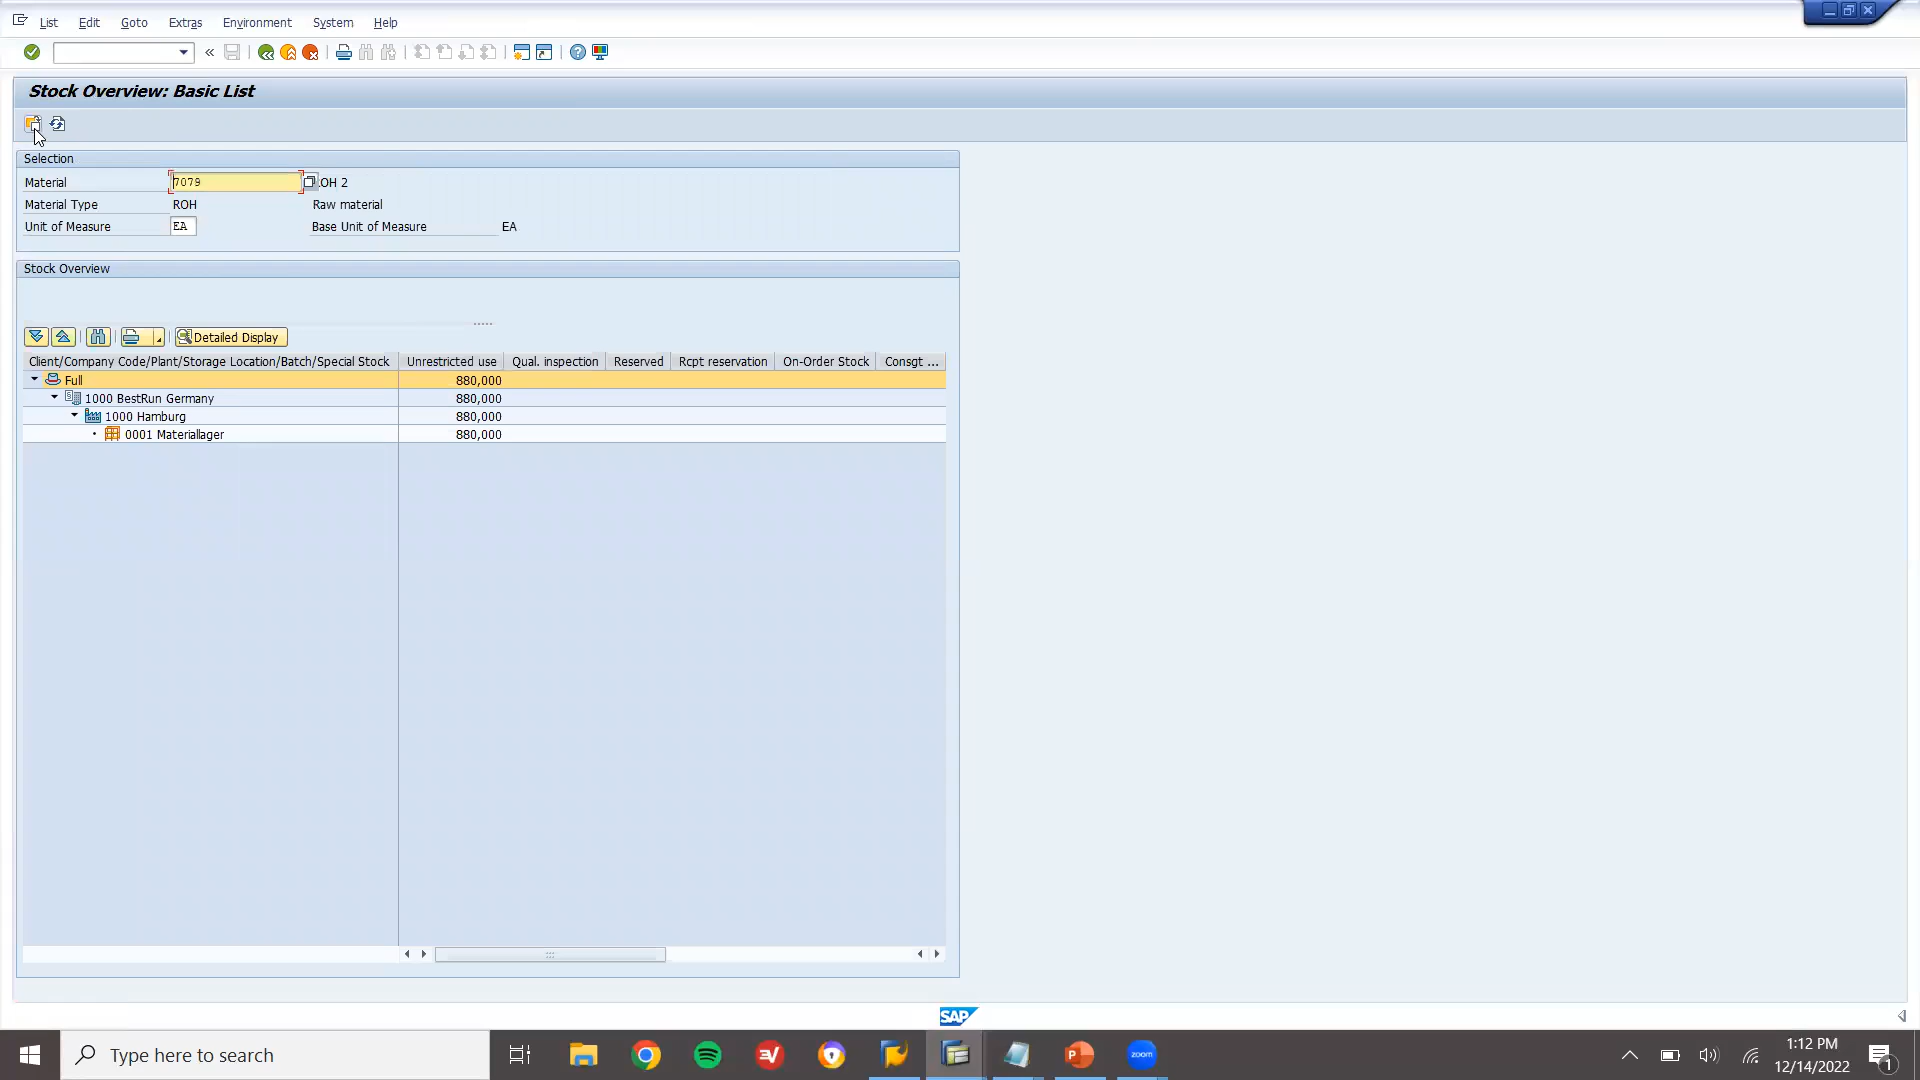 List Edit Goto Extras Environment System Help
Stock Overview: Basic List
Selection
Material 7079 OH 2
Material Type ROH Raw material
Unit of Measure EA Base Unit of Measure EA
Stock Overview
Detailed Display
Client/Company Code/Plant/Storage Location/Batch/Special Stock Unrestricted use Qual. inspection Reserved Rcpt reservation On-Order Stock Consgt ...
Full 880,000
1000 BestRun Germany 880,000
1000 Hamburg 880,000
0001 Materiallager 880,000
SAP
Type here to search zoom 1:12 PM
12/14/2022 1